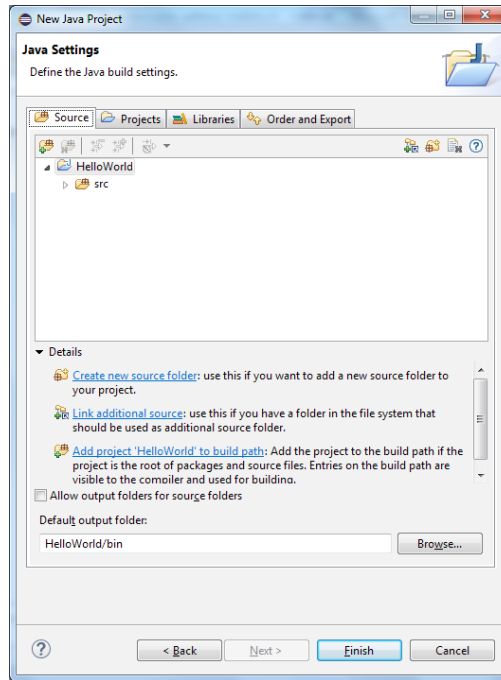 New Java Project
Java Settings
Define the Java build settings.
Source Projects Libraries Order and Export
HelloWorld
src
Details
Create new source folder: use this if you want to add a new source folder to
your project.
Link additional source: use this if you have a folder in the file system that
should be used as additional source folder.
Add project 'HelloWorld' to build path: Add the project to the build path if the
project is the root of packages and source files. Entries on the build path are
visible to the compiler and used for building.
Allow output folders for source folders
Default output folder:
HelloWorld/bin
Browse...
< Back Next > Finish Cancel